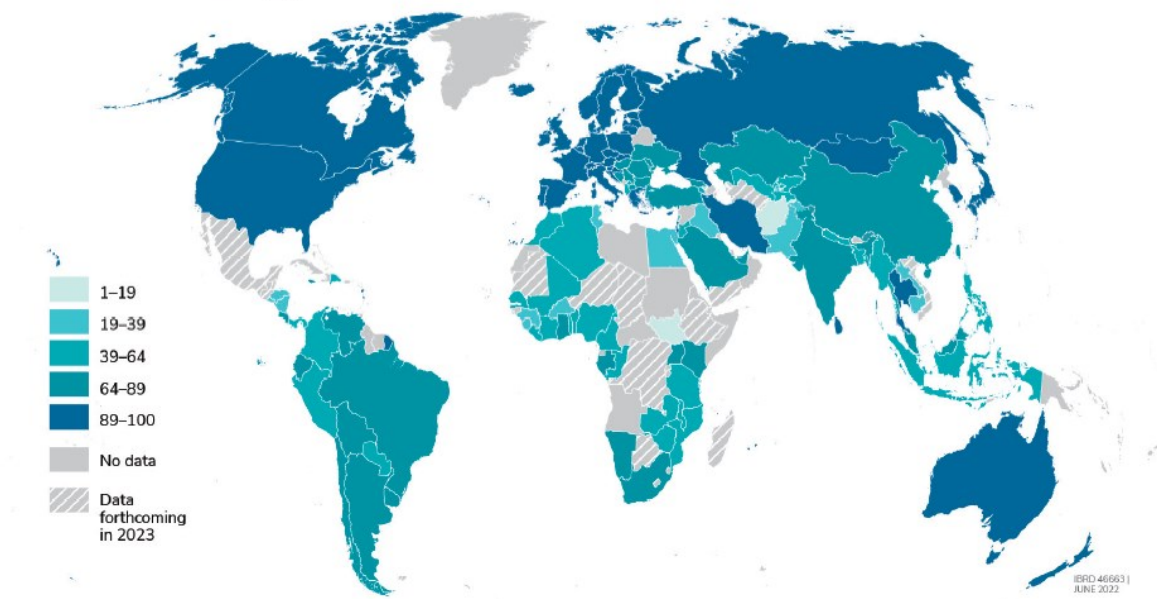 1–19
19–39
39–64
64–89
89–100
No data
Data
forthcoming
in 2023
IBRD 46663 |
JUNE 2022